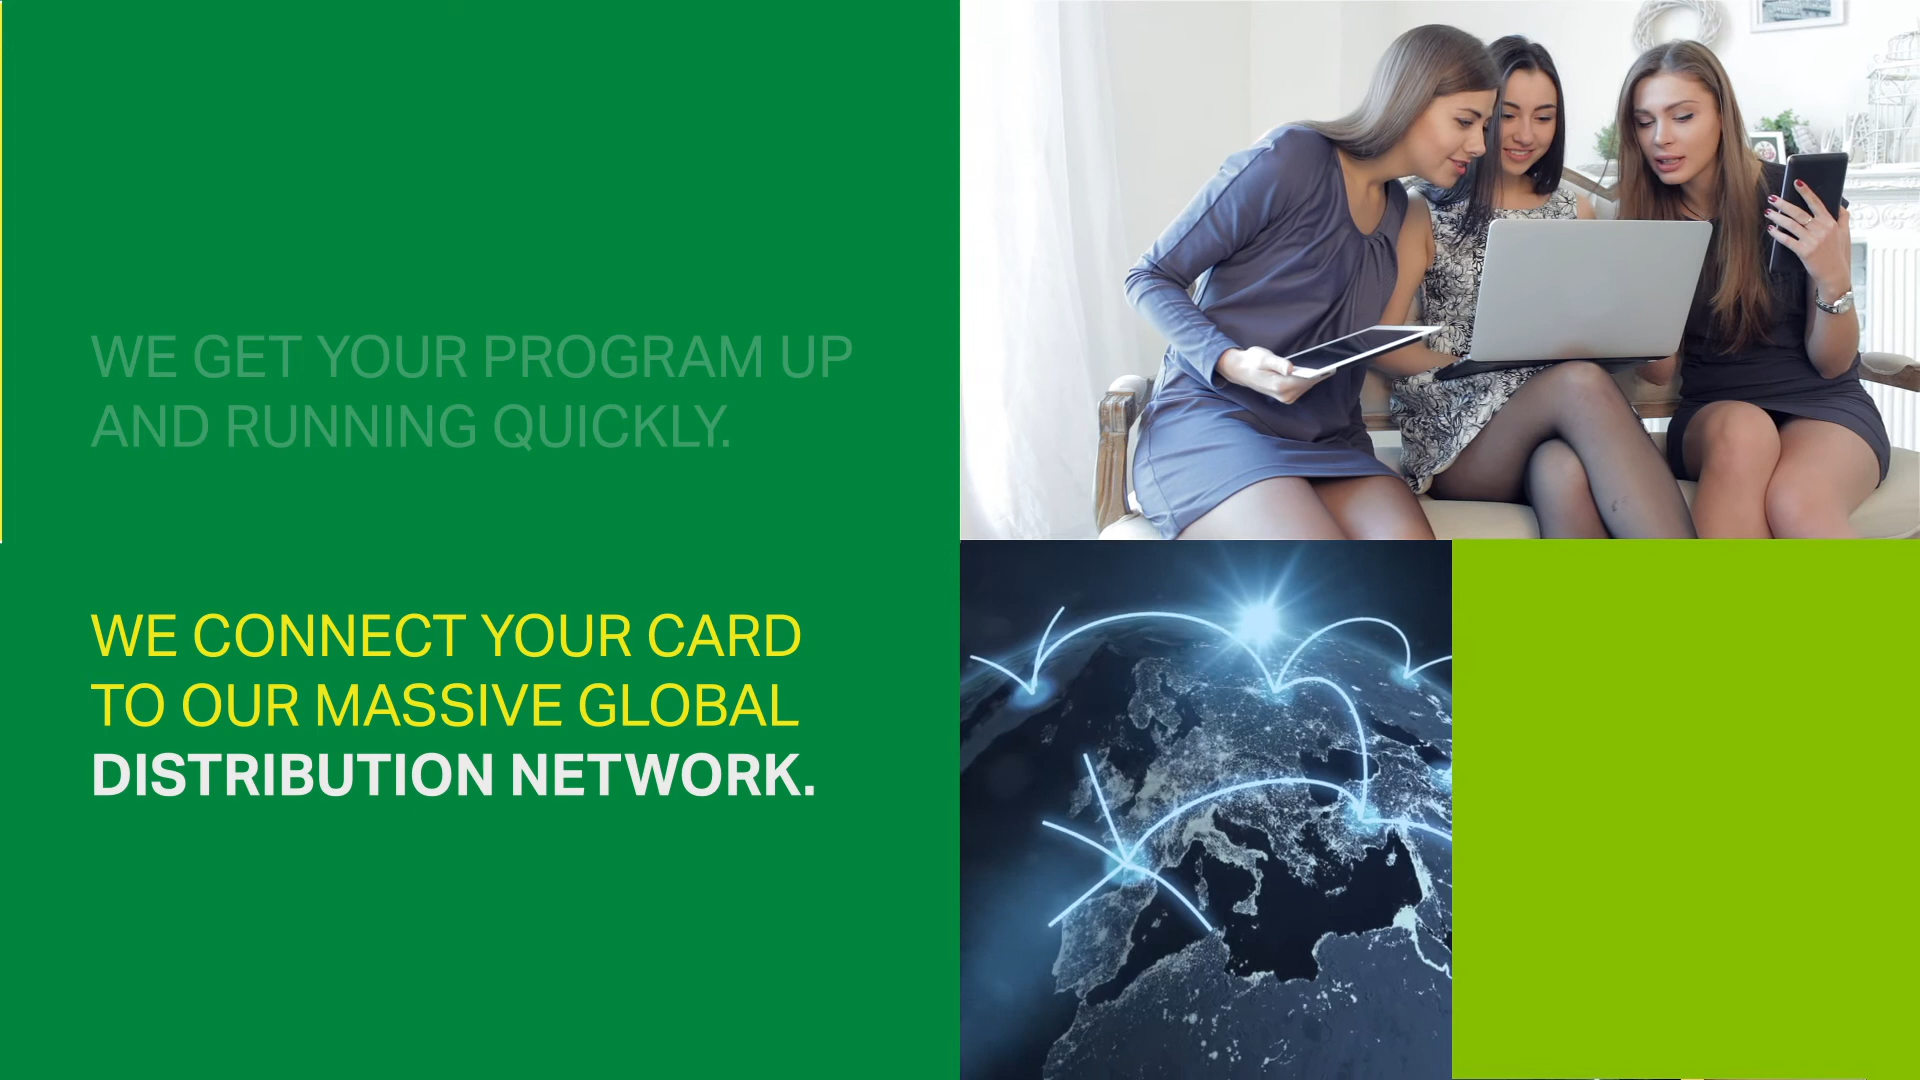 WE GET YOUR PROGRAM UP
AND RUNNING QUICKLY.
WE CONNECT YOUR CARD
TO OUR MASSIVE GLOBAL
DISTRIBUTION NETWORK.